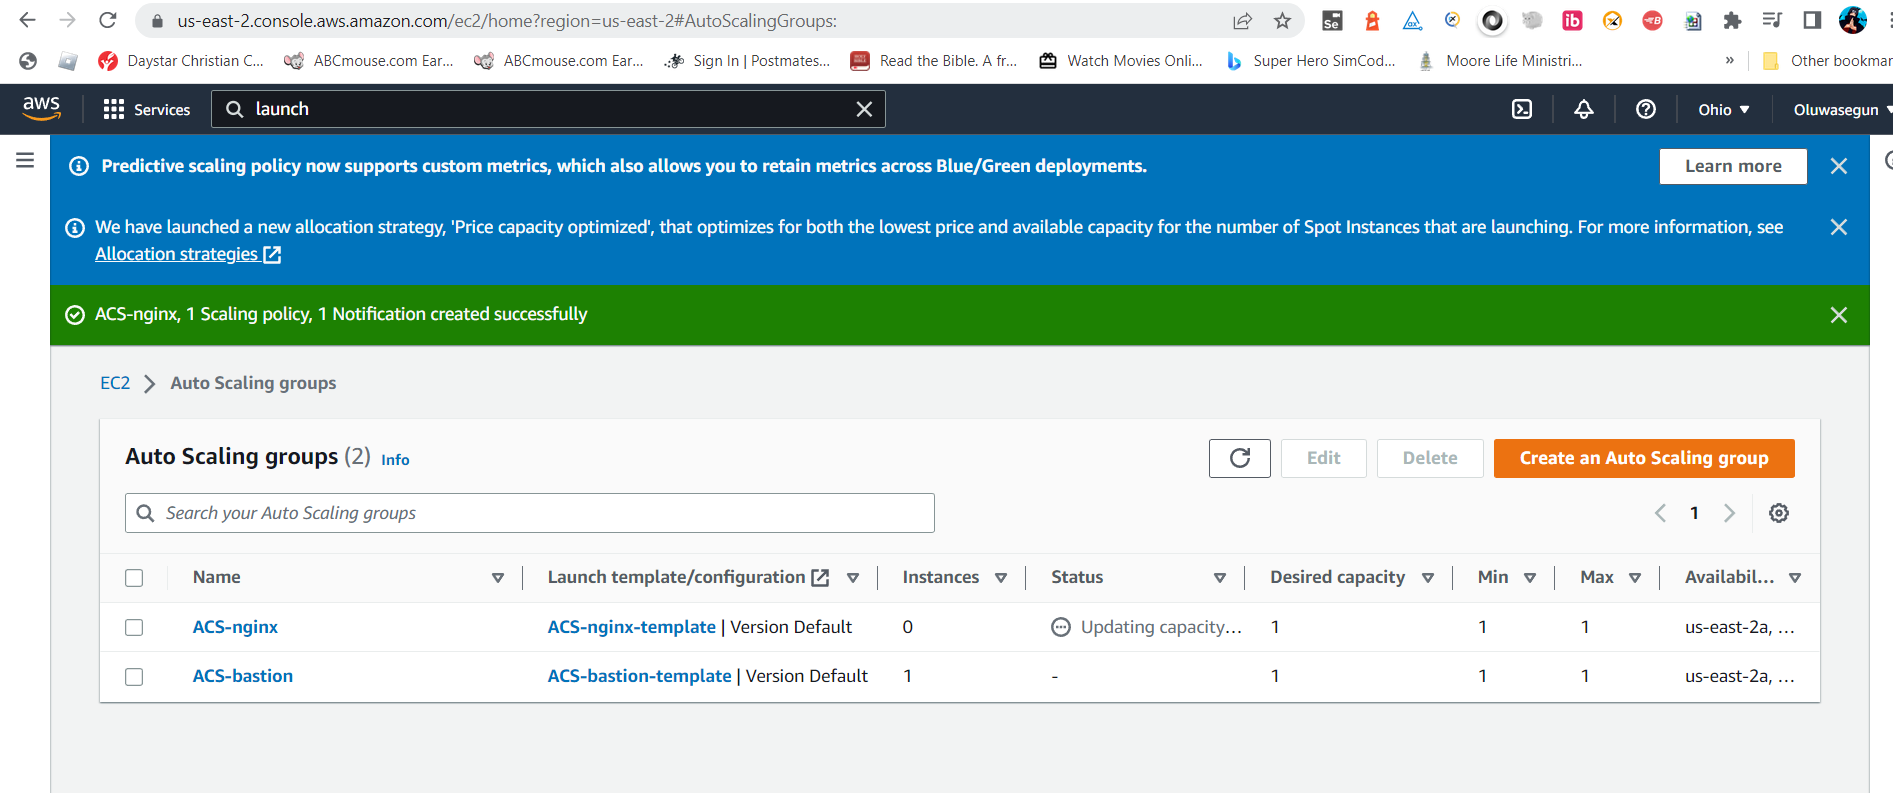 us-east-2.console.aws.amazon.com/ec2/home?region=us-east-2#AutoScalingGroups:
Se ax ib B
Daystar Christian C... ABCmouse.com Ear... ABCmouse.com Ear... Sign In | Postmates... Read the Bible. A fr... Watch Movies Onli... Super Hero SimCod... Moore Life Ministri... » Other bookmar
aws Services launch Ohio Oluwasegun
Predictive scaling policy now supports custom metrics, which also allows you to retain metrics across Blue/Green deployments. Learn more
We have launched a new allocation strategy, 'Price capacity optimized', that optimizes for both the lowest price and available capacity for the number of Spot Instances that are launching. For more information, see
Allocation strategies
ACS-nginx, 1 Scaling policy, 1 Notification created successfully
EC2 Auto Scaling groups
Auto Scaling groups (2) Info Edit Delete Create an Auto Scaling group
Search your Auto Scaling groups 1
Name Launch template/configuration Instances Status Desired capacity Min Max Availabil...
ACS-nginx ACS-nginx-template | Version Default 0 Updating capacity... 1 1 1 us-east-2a, ...
ACS-bastion ACS-bastion-template | Version Default 1 - 1 1 1 us-east-2a, ...